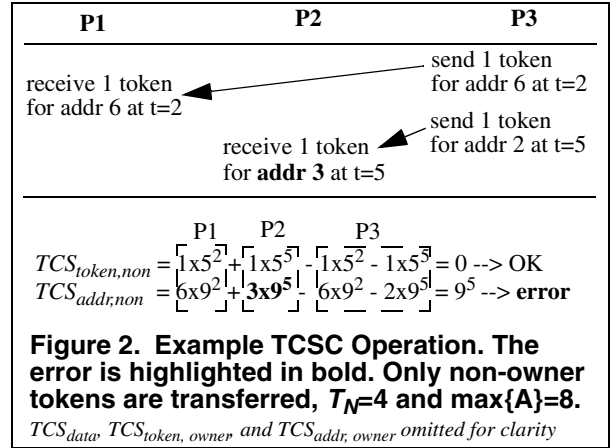 P1 P2 P3
send 1 token
for addr 6 at t=2
receive 1 token
for addr 6 at t=2
send 1 token
for addr 2 at t=5
receive 1 token
for addr 3 at t=5
P1 P2 P3
TCS_token,non = 1x5^2 + 1x5^5 - 1x5^2 - 1x5^5 = 0 --> OK
TCS_addr,non = 6x9^2 + 3x9^5 - 6x9^2 - 2x9^5 = 9^5 --> error
Figure 2. Example TCSC Operation. The
error is highlighted in bold. Only non-owner
tokens are transferred, T_N=4 and max{A}=8.
TCS_data, TCS_token, owner, and TCS_addr, owner omitted for clarity